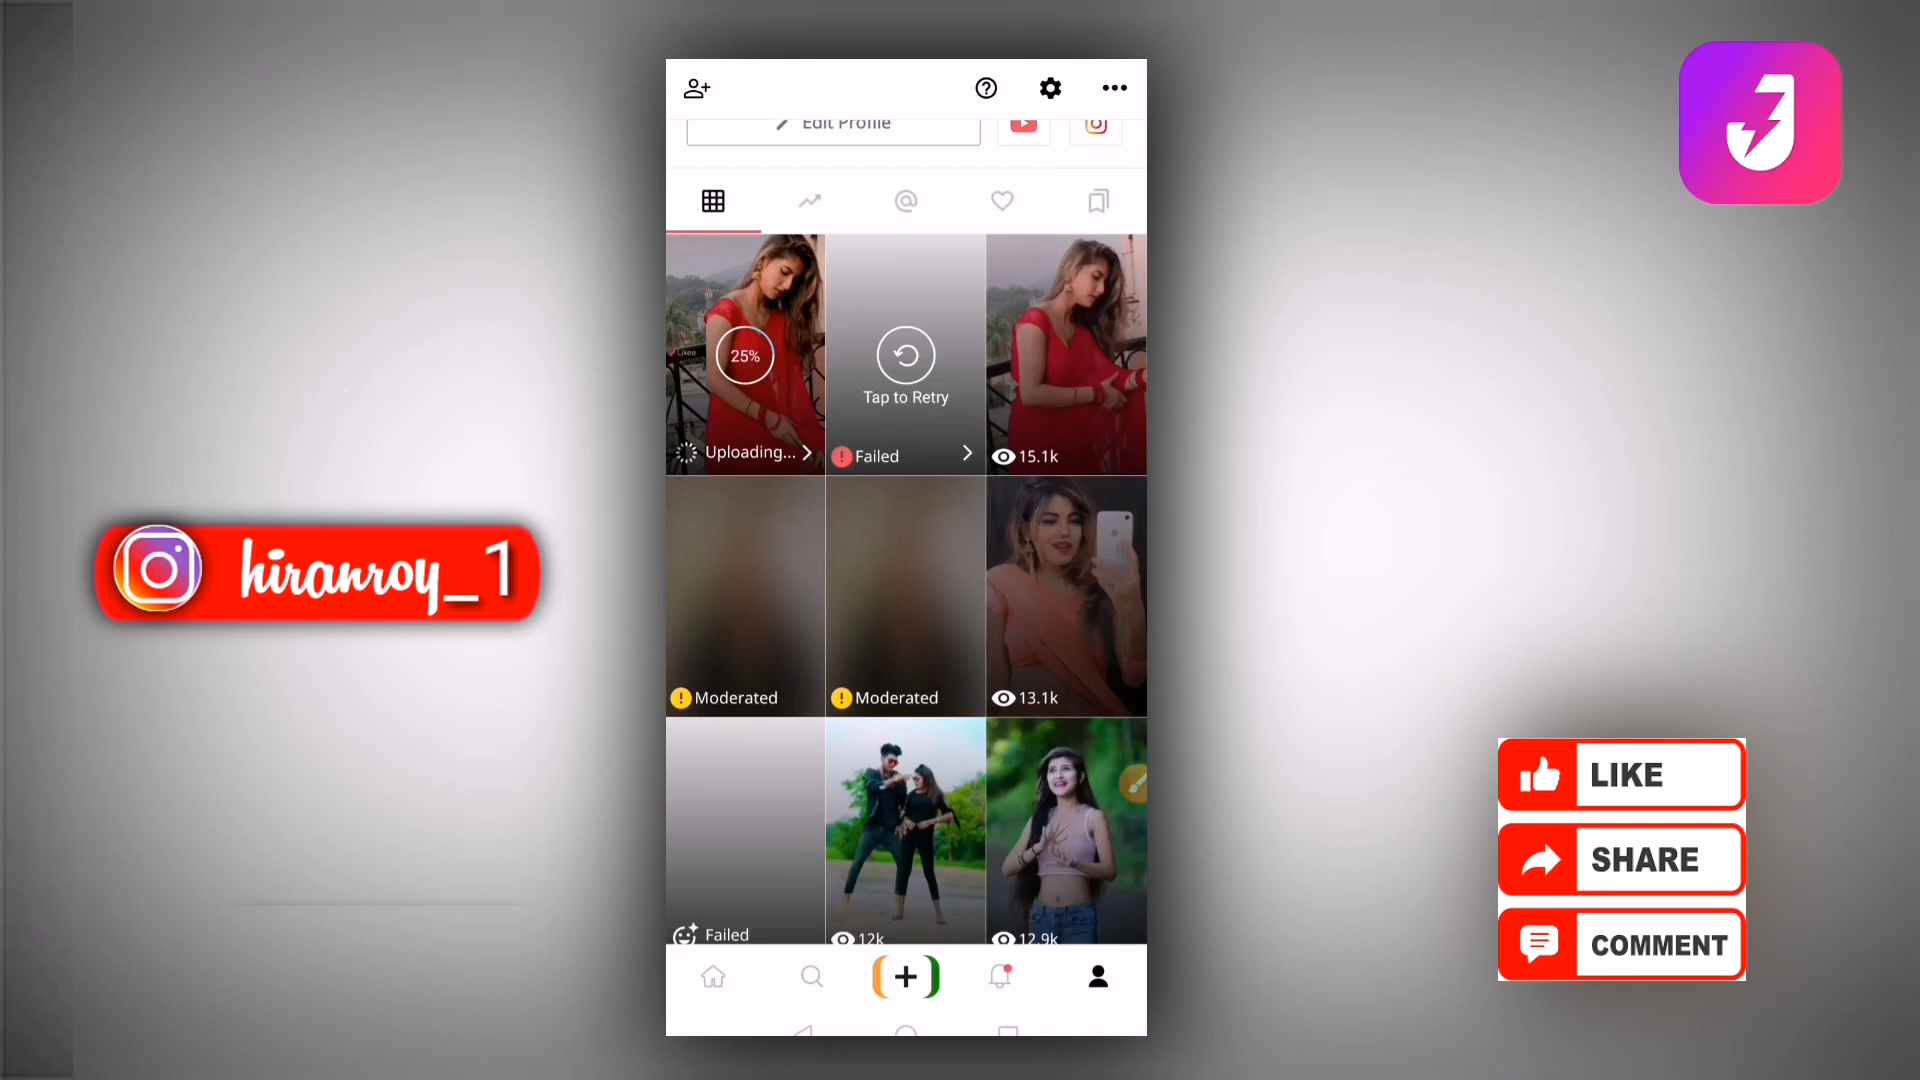 Edit Profile
Likee
25%
Uploading...
Tap to Retry
Failed
15.1k
Moderated
Moderated
13.1k
Failed
12k
12.9k
hiranroy_1
J
LIKE
SHARE
COMMENT